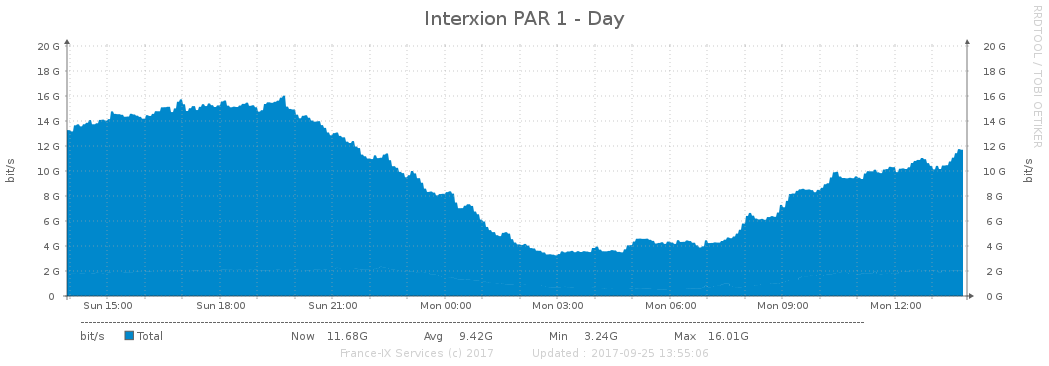 Interxion PAR 1 - Day
RRDTOOL / TOBI OETIKER
bit/s
20 G
18 G
16 G
14 G
12 G
10 G
8 G
6 G
4 G
2 G
0
20 G
18 G
16 G
14 G
12 G
10 G
8 G
6 G
4 G
2 G
0 G
bit/s
Sun 15:00 Sun 18:00 Sun 21:00 Mon 00:00 Mon 03:00 Mon 06:00 Mon 09:00 Mon 12:00
bit/s Total Now 11.68G Avg 9.42G Min 3.24G Max 16.01G
France-IX Services (c) 2017 Updated : 2017-09-25 13:55:06